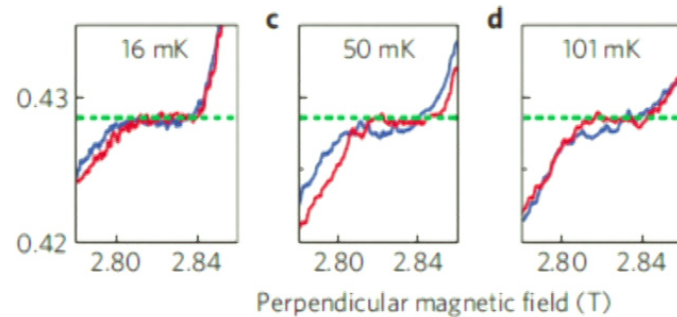 c
d
16 mK
50 mK
101 mK
0.43
0.42
2.80 2.84 2.80 2.84 2.80 2.84
Perpendicular magnetic field (T)